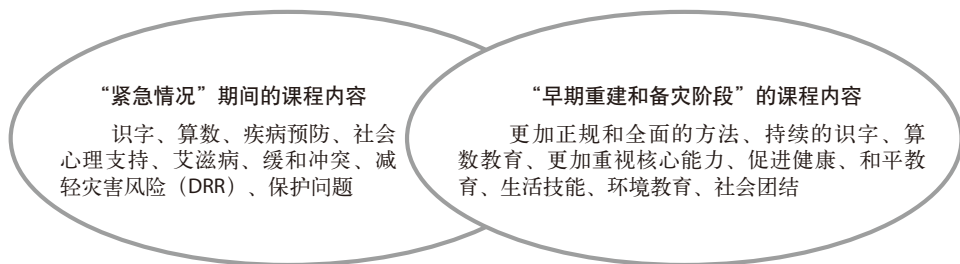 “紧急情况”期间的课程内容
识字、算数、疾病预防、社会
心理支持、艾滋病、缓和冲突、减
轻灾害风险（DRR）、保护问题
“早期重建和备灾阶段”的课程内容
更加正规和全面的方法、持续的识字、算
数教育、更加重视核心能力、促进健康、和平教
育、生活技能、环境教育、社会团结